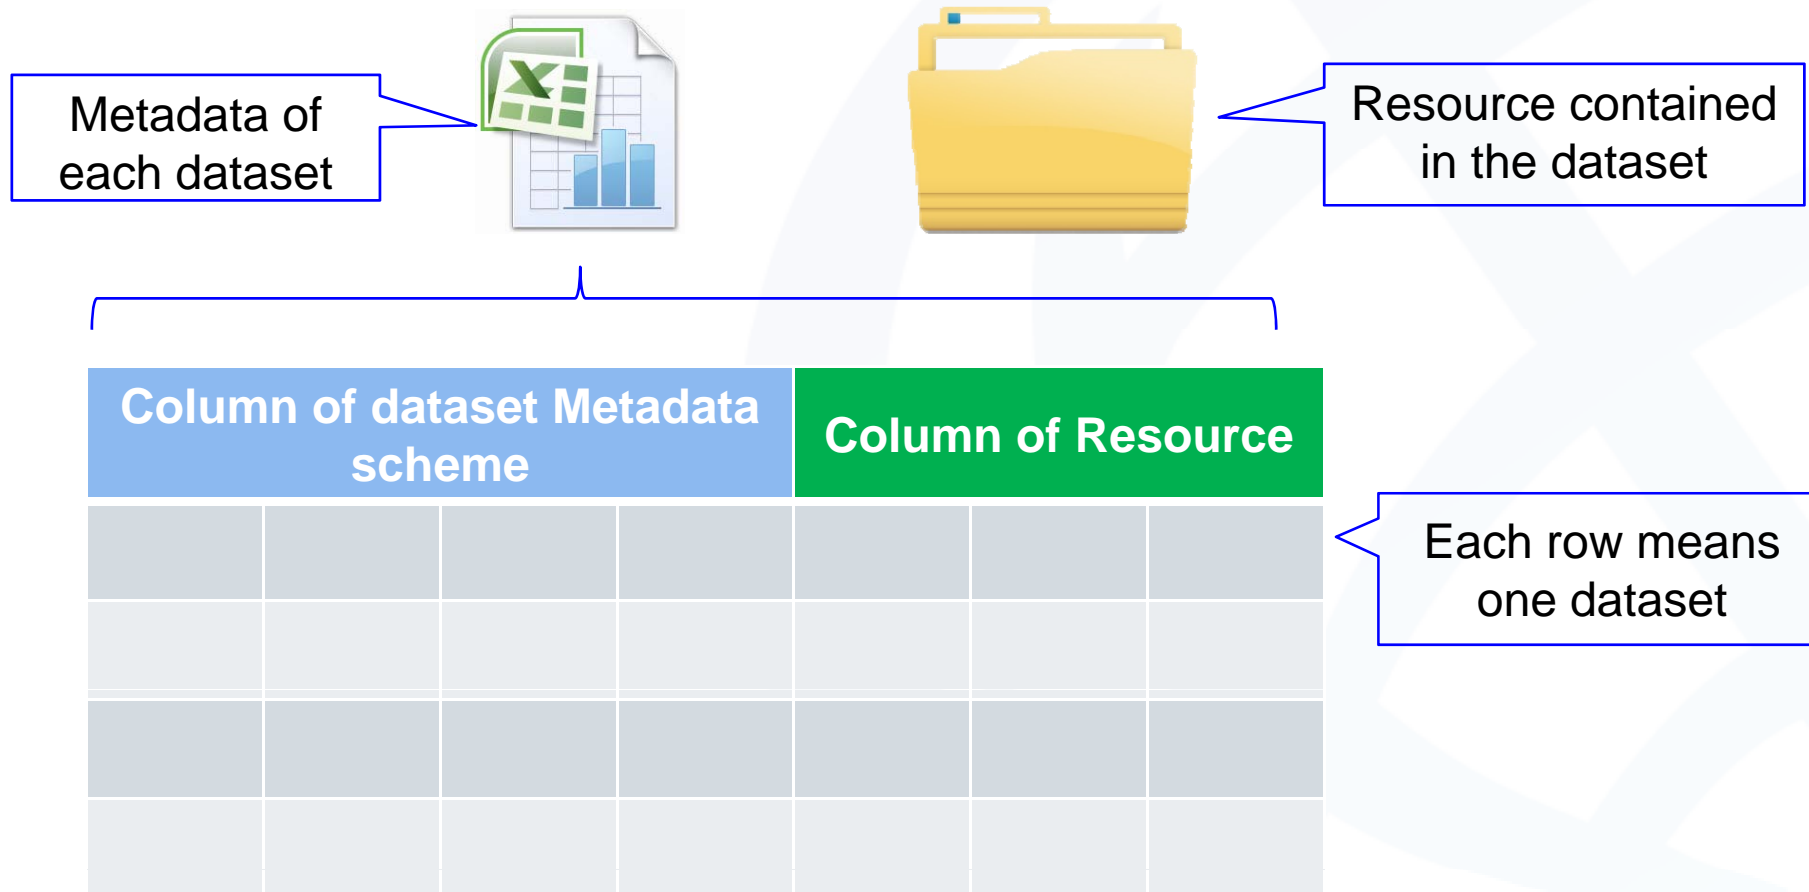 Metadata of
each dataset
Resource contained
in the dataset
Column of dataset Metadata
scheme
Column of Resource
Each row means
one dataset